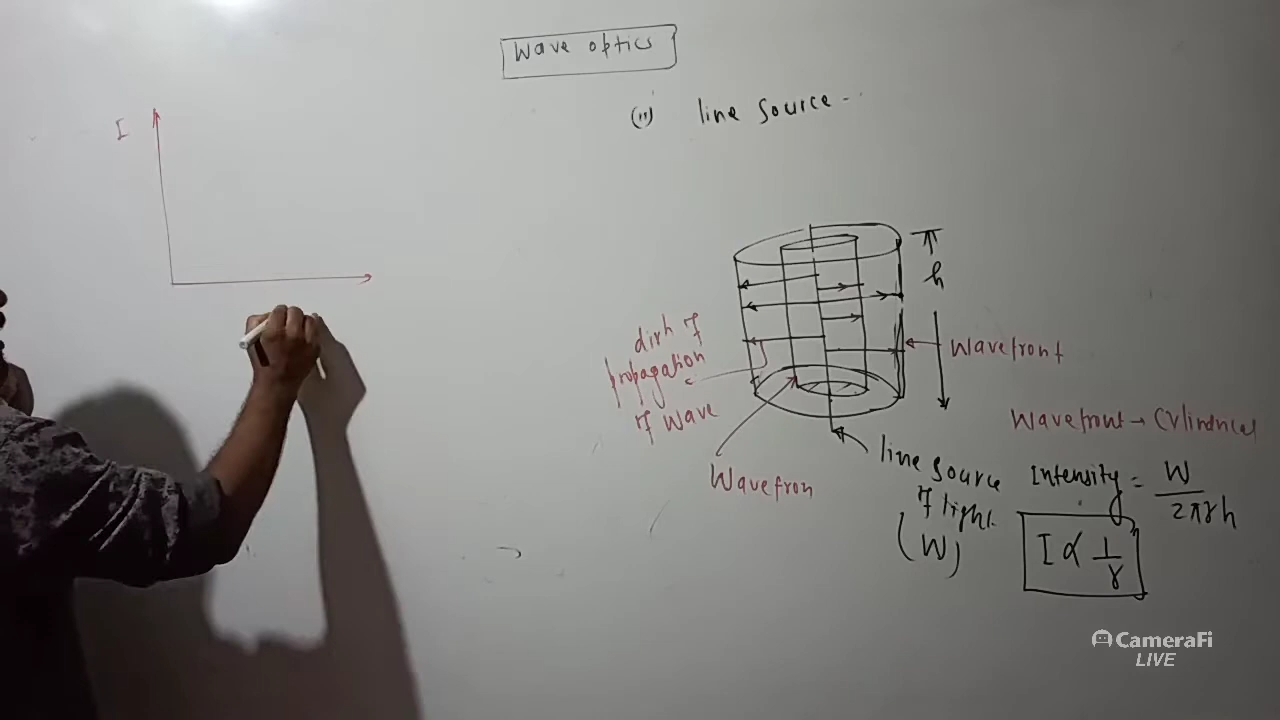 Wave optics
(ii) line source -
I
h
dirn of
propagation
of wave
Wavefront
Wavefron
Wavefront → Cylindrical
line source
of light
(W)
Intensity = W
2πrh
I ∝ 1
r
CameraFi
LIVE